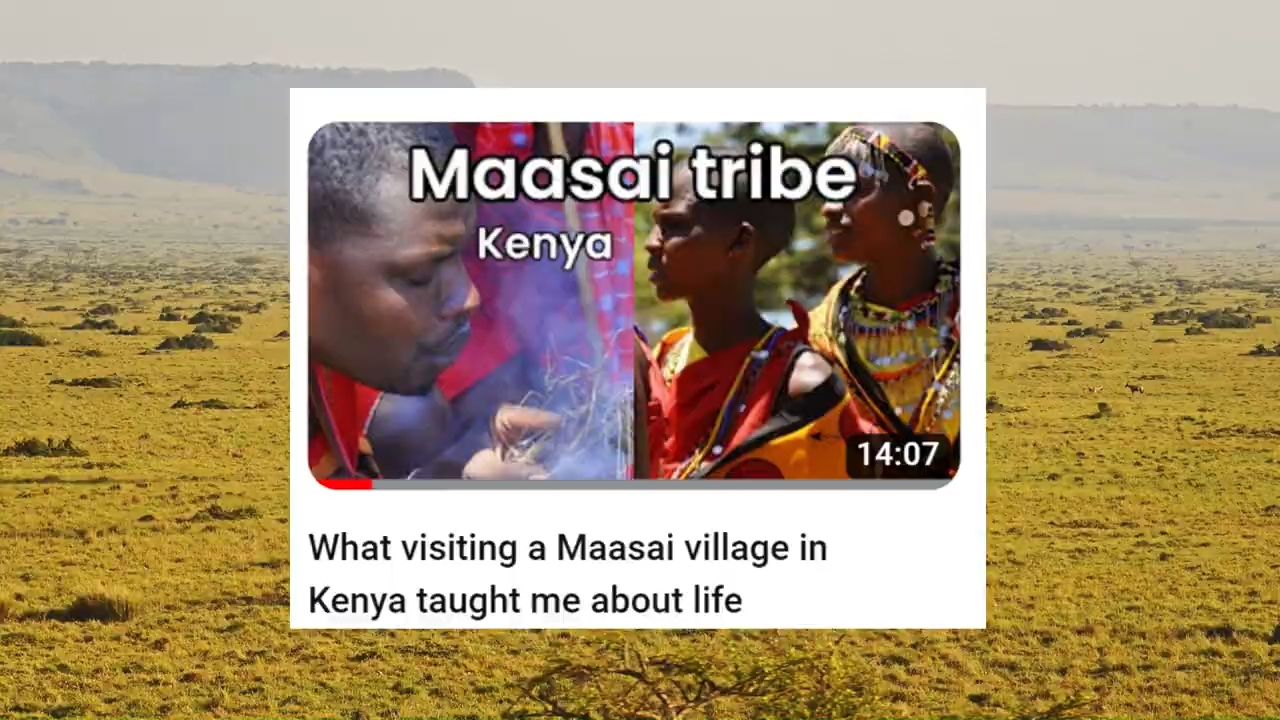 Maasai tribe
Kenya
14:07
What visiting a Maasai village in
Kenya taught me about life